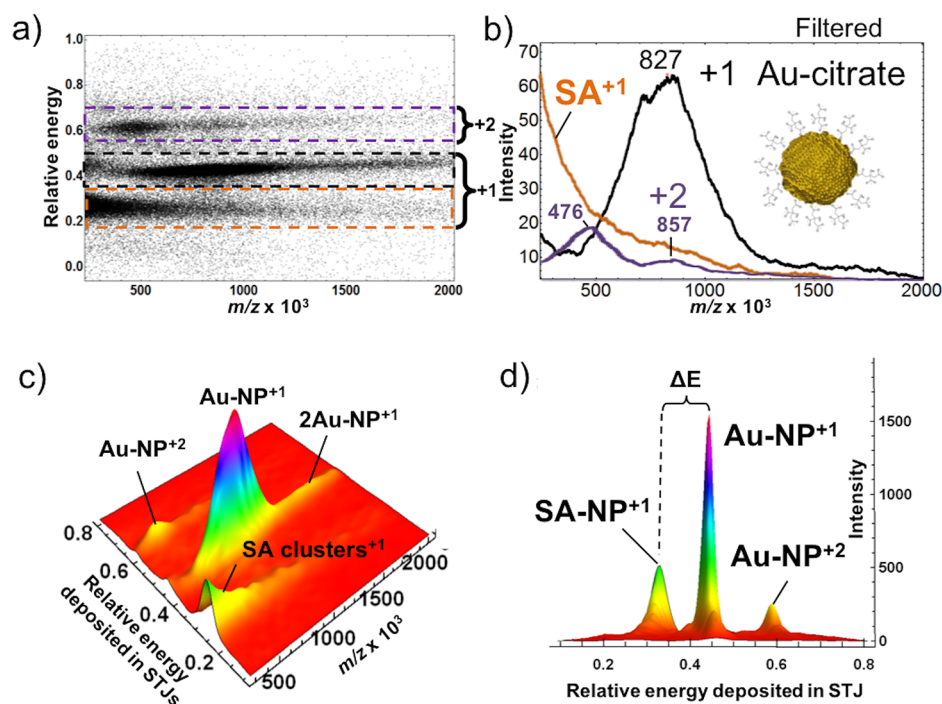 a)
1.0
0.8
0.6
0.4
0.2
0.0
Relative energy
+2
+1
500
1000
1500
2000
m/z x 10³
b)
Filtered
70
60
50
40
30
20
10
Intensity
827
+1
Au-citrate
SA+1
+2
476
857
500
1000
1500
2000
m/z x 10³
c)
Au-NP+1
2Au-NP+1
Au-NP+2
SA clusters+1
0.8
0.6
0.4
0.2
Relative energy
deposited in STJs
500
1000
1500
2000
m/z x 10³
d)
ΔE
Au-NP+1
SA-NP+1
Au-NP+2
1500
1000
500
0
Intensity
0.2
0.4
0.6
0.8
Relative energy deposited in STJ